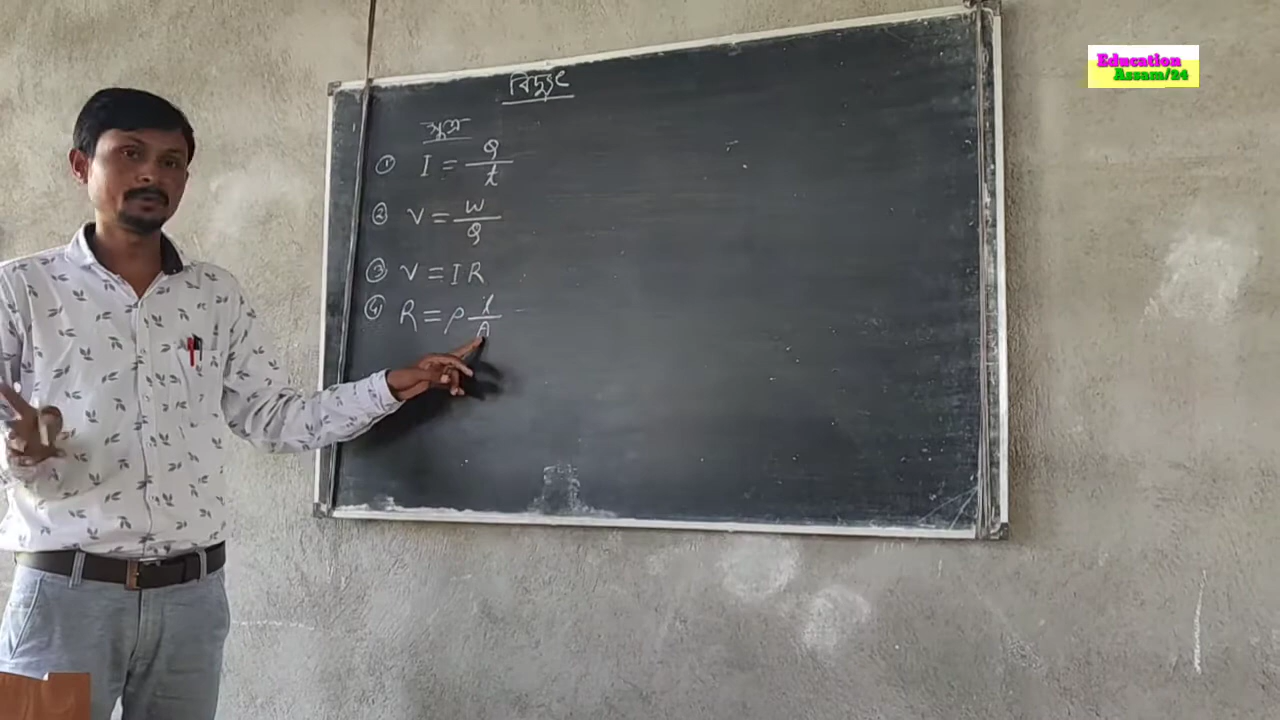 বিদ্যুৎ
সূত্ৰ
① I = Q/t
② V = W/Q
③ V = IR
④ R = ρ l/A
Education
Assam/24